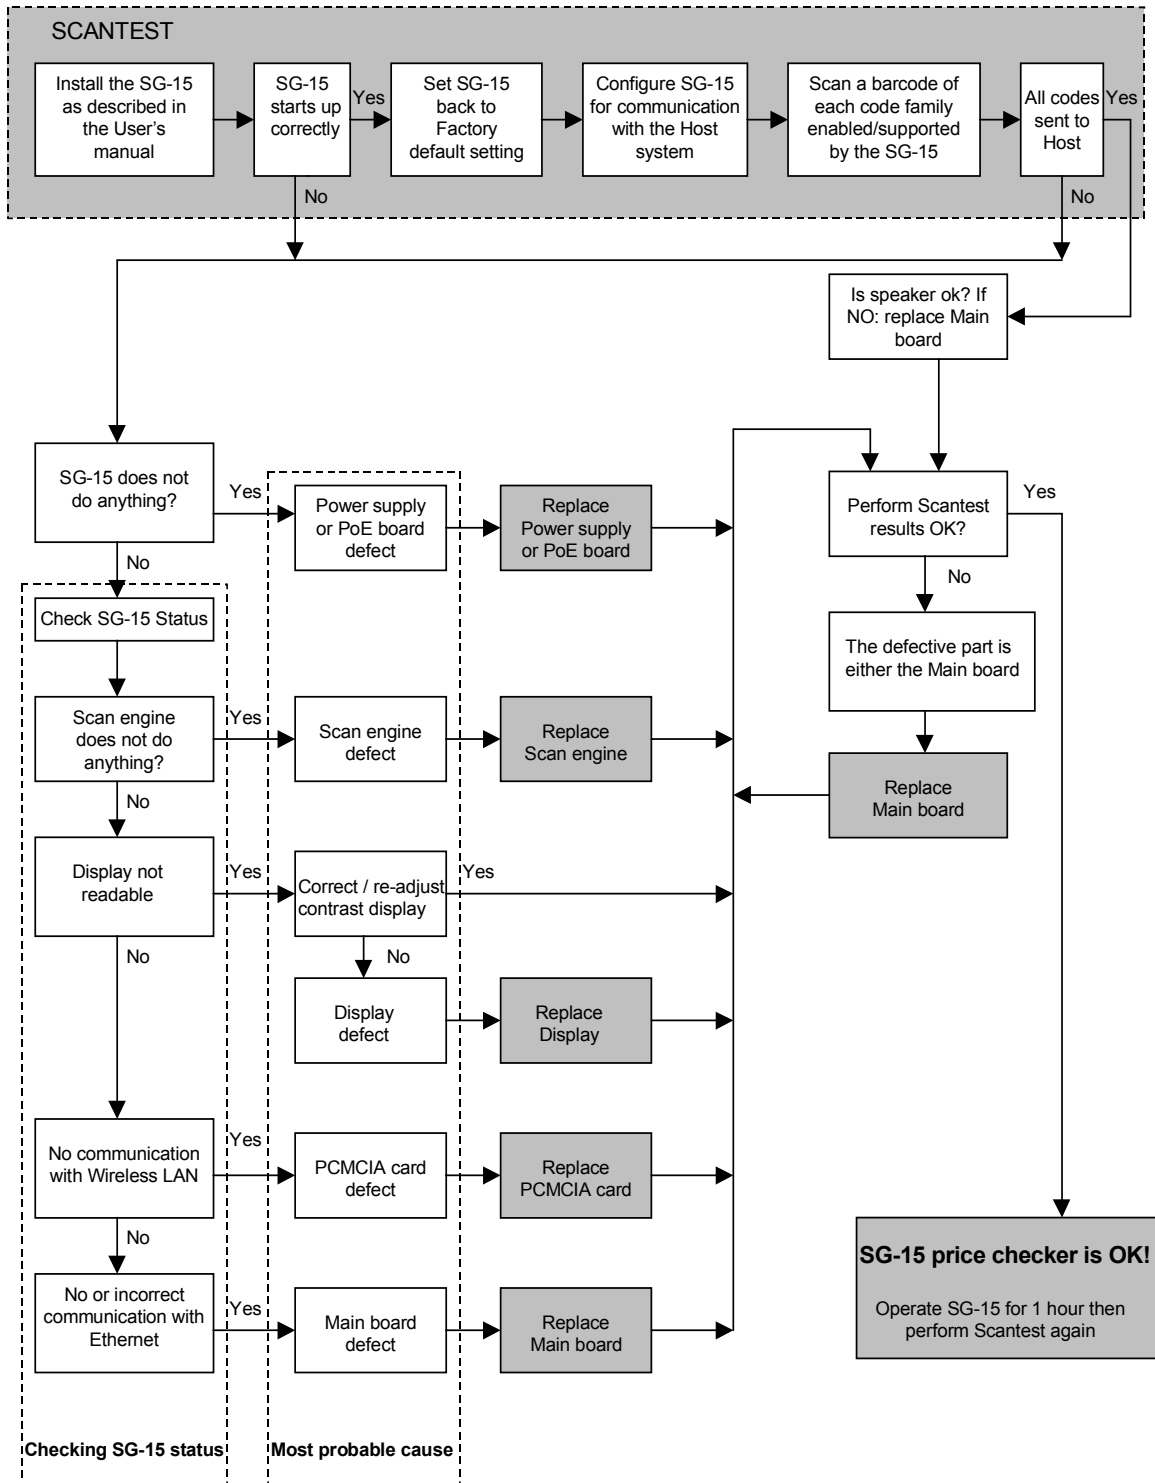 SCANTEST
Install the SG-15
as described in
the User's
manual
SG-15
starts up
correctly
Yes
Set SG-15
back to
Factory
default setting
Configure SG-15
for communication
with the Host
system
Scan a barcode of
each code family
enabled/supported
by the SG-15
All codes
sent to
Host
Yes
No
No
Is speaker ok? If
NO: replace Main
board
SG-15 does not
do anything?
Yes
Power supply
or PoE board
defect
Replace
Power supply
or PoE board
Perform Scantest
results OK?
Yes
No
No
Check SG-15 Status
The defective part is
either the Main board
Scan engine
does not do
anything?
Yes
Scan engine
defect
Replace
Scan engine
Replace
Main board
No
Display not
readable
Yes
Correct / re-adjust
contrast display
Yes
No
No
Display
defect
Replace
Display
No communication
with Wireless LAN
Yes
PCMCIA card
defect
Replace
PCMCIA card
No
SG-15 price checker is OK!
Operate SG-15 for 1 hour then
perform Scantest again
No or incorrect
communication with
Ethernet
Yes
Main board
defect
Replace
Main board
Checking SG-15 status
Most probable cause